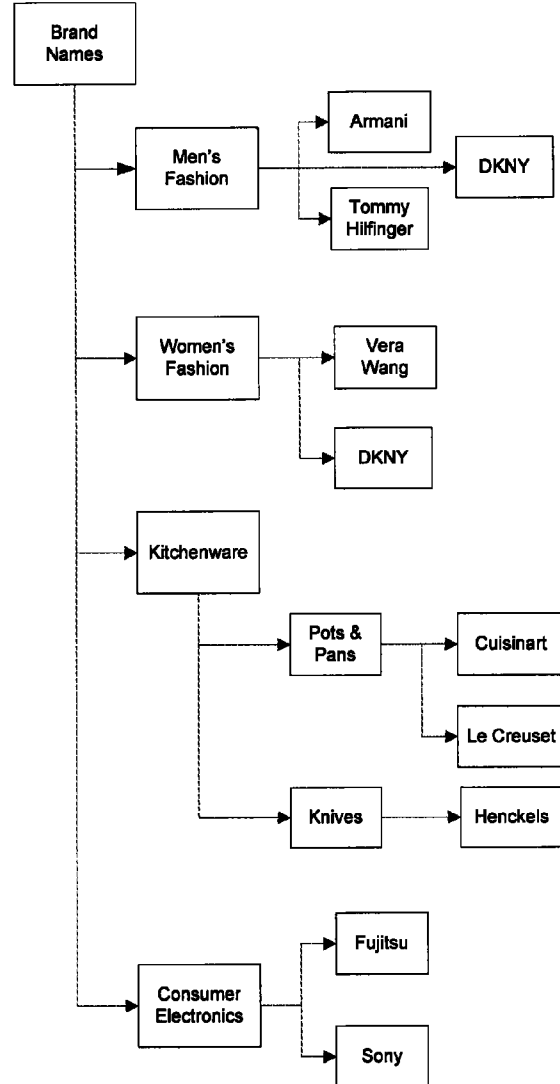 Brand
Names
Armani
Men's
Fashion
DKNY
Tommy
Hilfinger
Women's
Fashion
Vera
Wang
DKNY
Kitchenware
Pots &
Pans
Cuisinart
Le Creuset
Knives
Henckels
Fujitsu
Consumer
Electronics
Sony